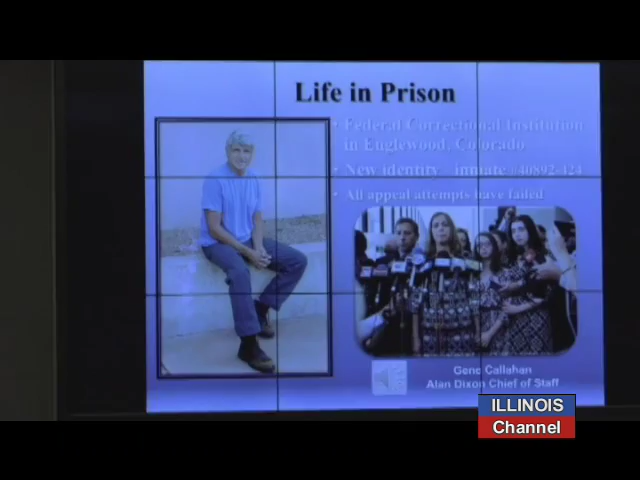 Life in Prison
• Federal Correctional Institution
in Englewood, Colorado
• New identity - inmate #40892-424
• All appeal attempts have failed
Gene Callahan
Alan Dixon Chief of Staff
ILLINOIS
Channel